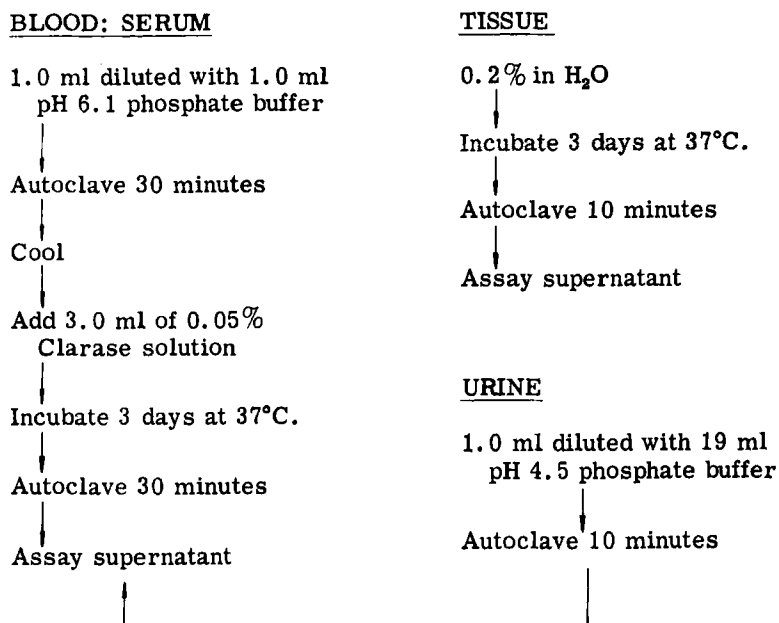 BLOOD: SERUM
1.0 ml diluted with 1.0 ml
pH 6.1 phosphate buffer
Autoclave 30 minutes
Cool
Add 3.0 ml of 0.05%
Clarase solution
Incubate 3 days at 37°C.
Autoclave 30 minutes
Assay supernatant
TISSUE
0.2% in H₂O
Incubate 3 days at 37°C.
Autoclave 10 minutes
Assay supernatant
URINE
1.0 ml diluted with 19 ml
pH 4.5 phosphate buffer
Autoclave 10 minutes